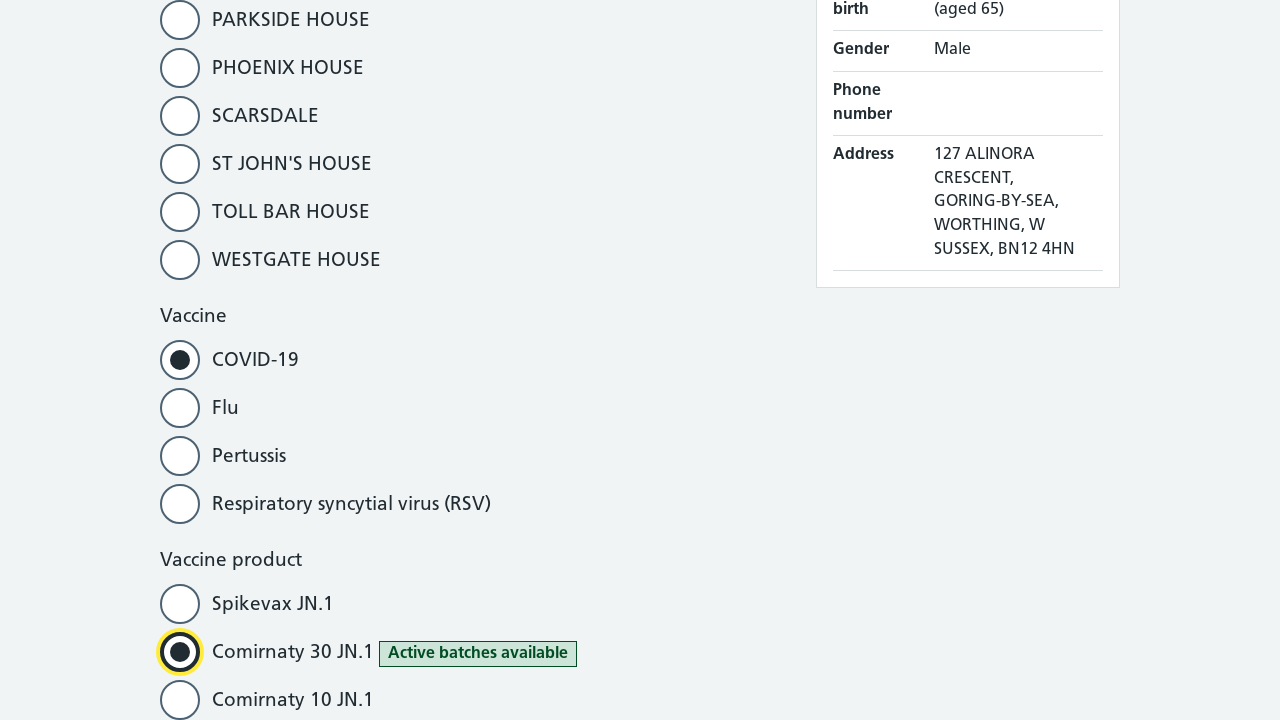 PARKSIDE HOUSE
PHOENIX HOUSE
SCARSDALE
ST JOHN'S HOUSE
TOLL BAR HOUSE
WESTGATE HOUSE
Vaccine
COVID-19
Flu
Pertussis
Respiratory syncytial virus (RSV)
Vaccine product
Spikevax JN.1
Comirnaty 30 JN.1 Active batches available
Comirnaty 10 JN.1
birth (aged 65)
Gender Male
Phone
number
Address 127 ALINORA
CRESCENT,
GORING-BY-SEA,
WORTHING, W
SUSSEX, BN12 4HN